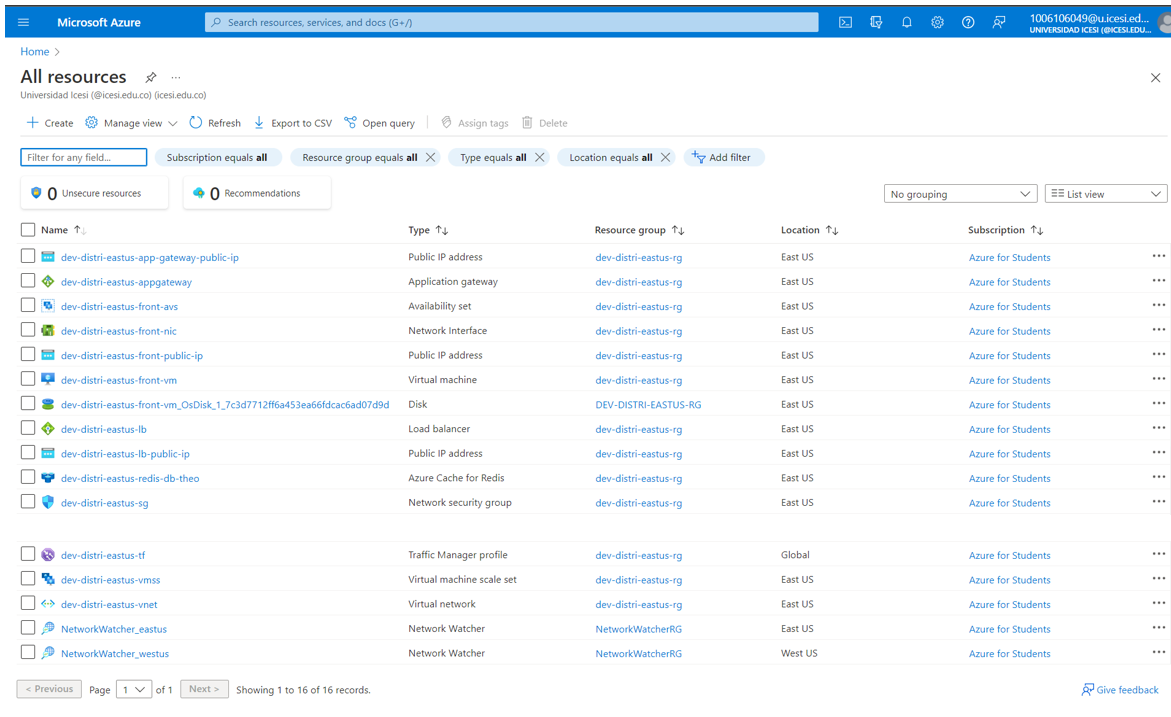 Microsoft Azure
Search resources, services, and docs (G+/)
1006106049@u.icesi.ed...
UNIVERSIDAD ICESI (@ICESI.EDU....
Home >
All resources ...
Universidad Icesi (@icesi.edu.co) (icesi.edu.co)
+ Create Manage view Refresh Export to CSV Open query Assign tags Delete
Filter for any field... Subscription equals all Resource group equals all Type equals all Location equals all Add filter
0 Unsecure resources 0 Recommendations No grouping List view
Name ↑↓ Type ↑↓ Resource group ↑↓ Location ↑↓ Subscription ↑↓
dev-distri-eastus-app-gateway-public-ip Public IP address dev-distri-eastus-rg East US Azure for Students ...
dev-distri-eastus-appgateway Application gateway dev-distri-eastus-rg East US Azure for Students ...
dev-distri-eastus-front-avs Availability set dev-distri-eastus-rg East US Azure for Students ...
dev-distri-eastus-front-nic Network Interface dev-distri-eastus-rg East US Azure for Students ...
dev-distri-eastus-front-public-ip Public IP address dev-distri-eastus-rg East US Azure for Students ...
dev-distri-eastus-front-vm Virtual machine dev-distri-eastus-rg East US Azure for Students ...
dev-distri-eastus-front-vm_OsDisk_1_7c3d7712ff6a453ea66fdcac6ad07d9d Disk DEV-DISTRI-EASTUS-RG East US Azure for Students ...
dev-distri-eastus-lb Load balancer dev-distri-eastus-rg East US Azure for Students ...
dev-distri-eastus-lb-public-ip Public IP address dev-distri-eastus-rg East US Azure for Students ...
dev-distri-eastus-redis-db-theo Azure Cache for Redis dev-distri-eastus-rg East US Azure for Students ...
dev-distri-eastus-sg Network security group dev-distri-eastus-rg East US Azure for Students ...
dev-distri-eastus-tf Traffic Manager profile dev-distri-eastus-rg Global Azure for Students ...
dev-distri-eastus-vmss Virtual machine scale set dev-distri-eastus-rg East US Azure for Students ...
dev-distri-eastus-vnet Virtual network dev-distri-eastus-rg East US Azure for Students ...
NetworkWatcher_eastus Network Watcher NetworkWatcherRG East US Azure for Students ...
NetworkWatcher_westus Network Watcher NetworkWatcherRG West US Azure for Students ...
< Previous Page 1 of 1 Next > Showing 1 to 16 of 16 records. Give feedback